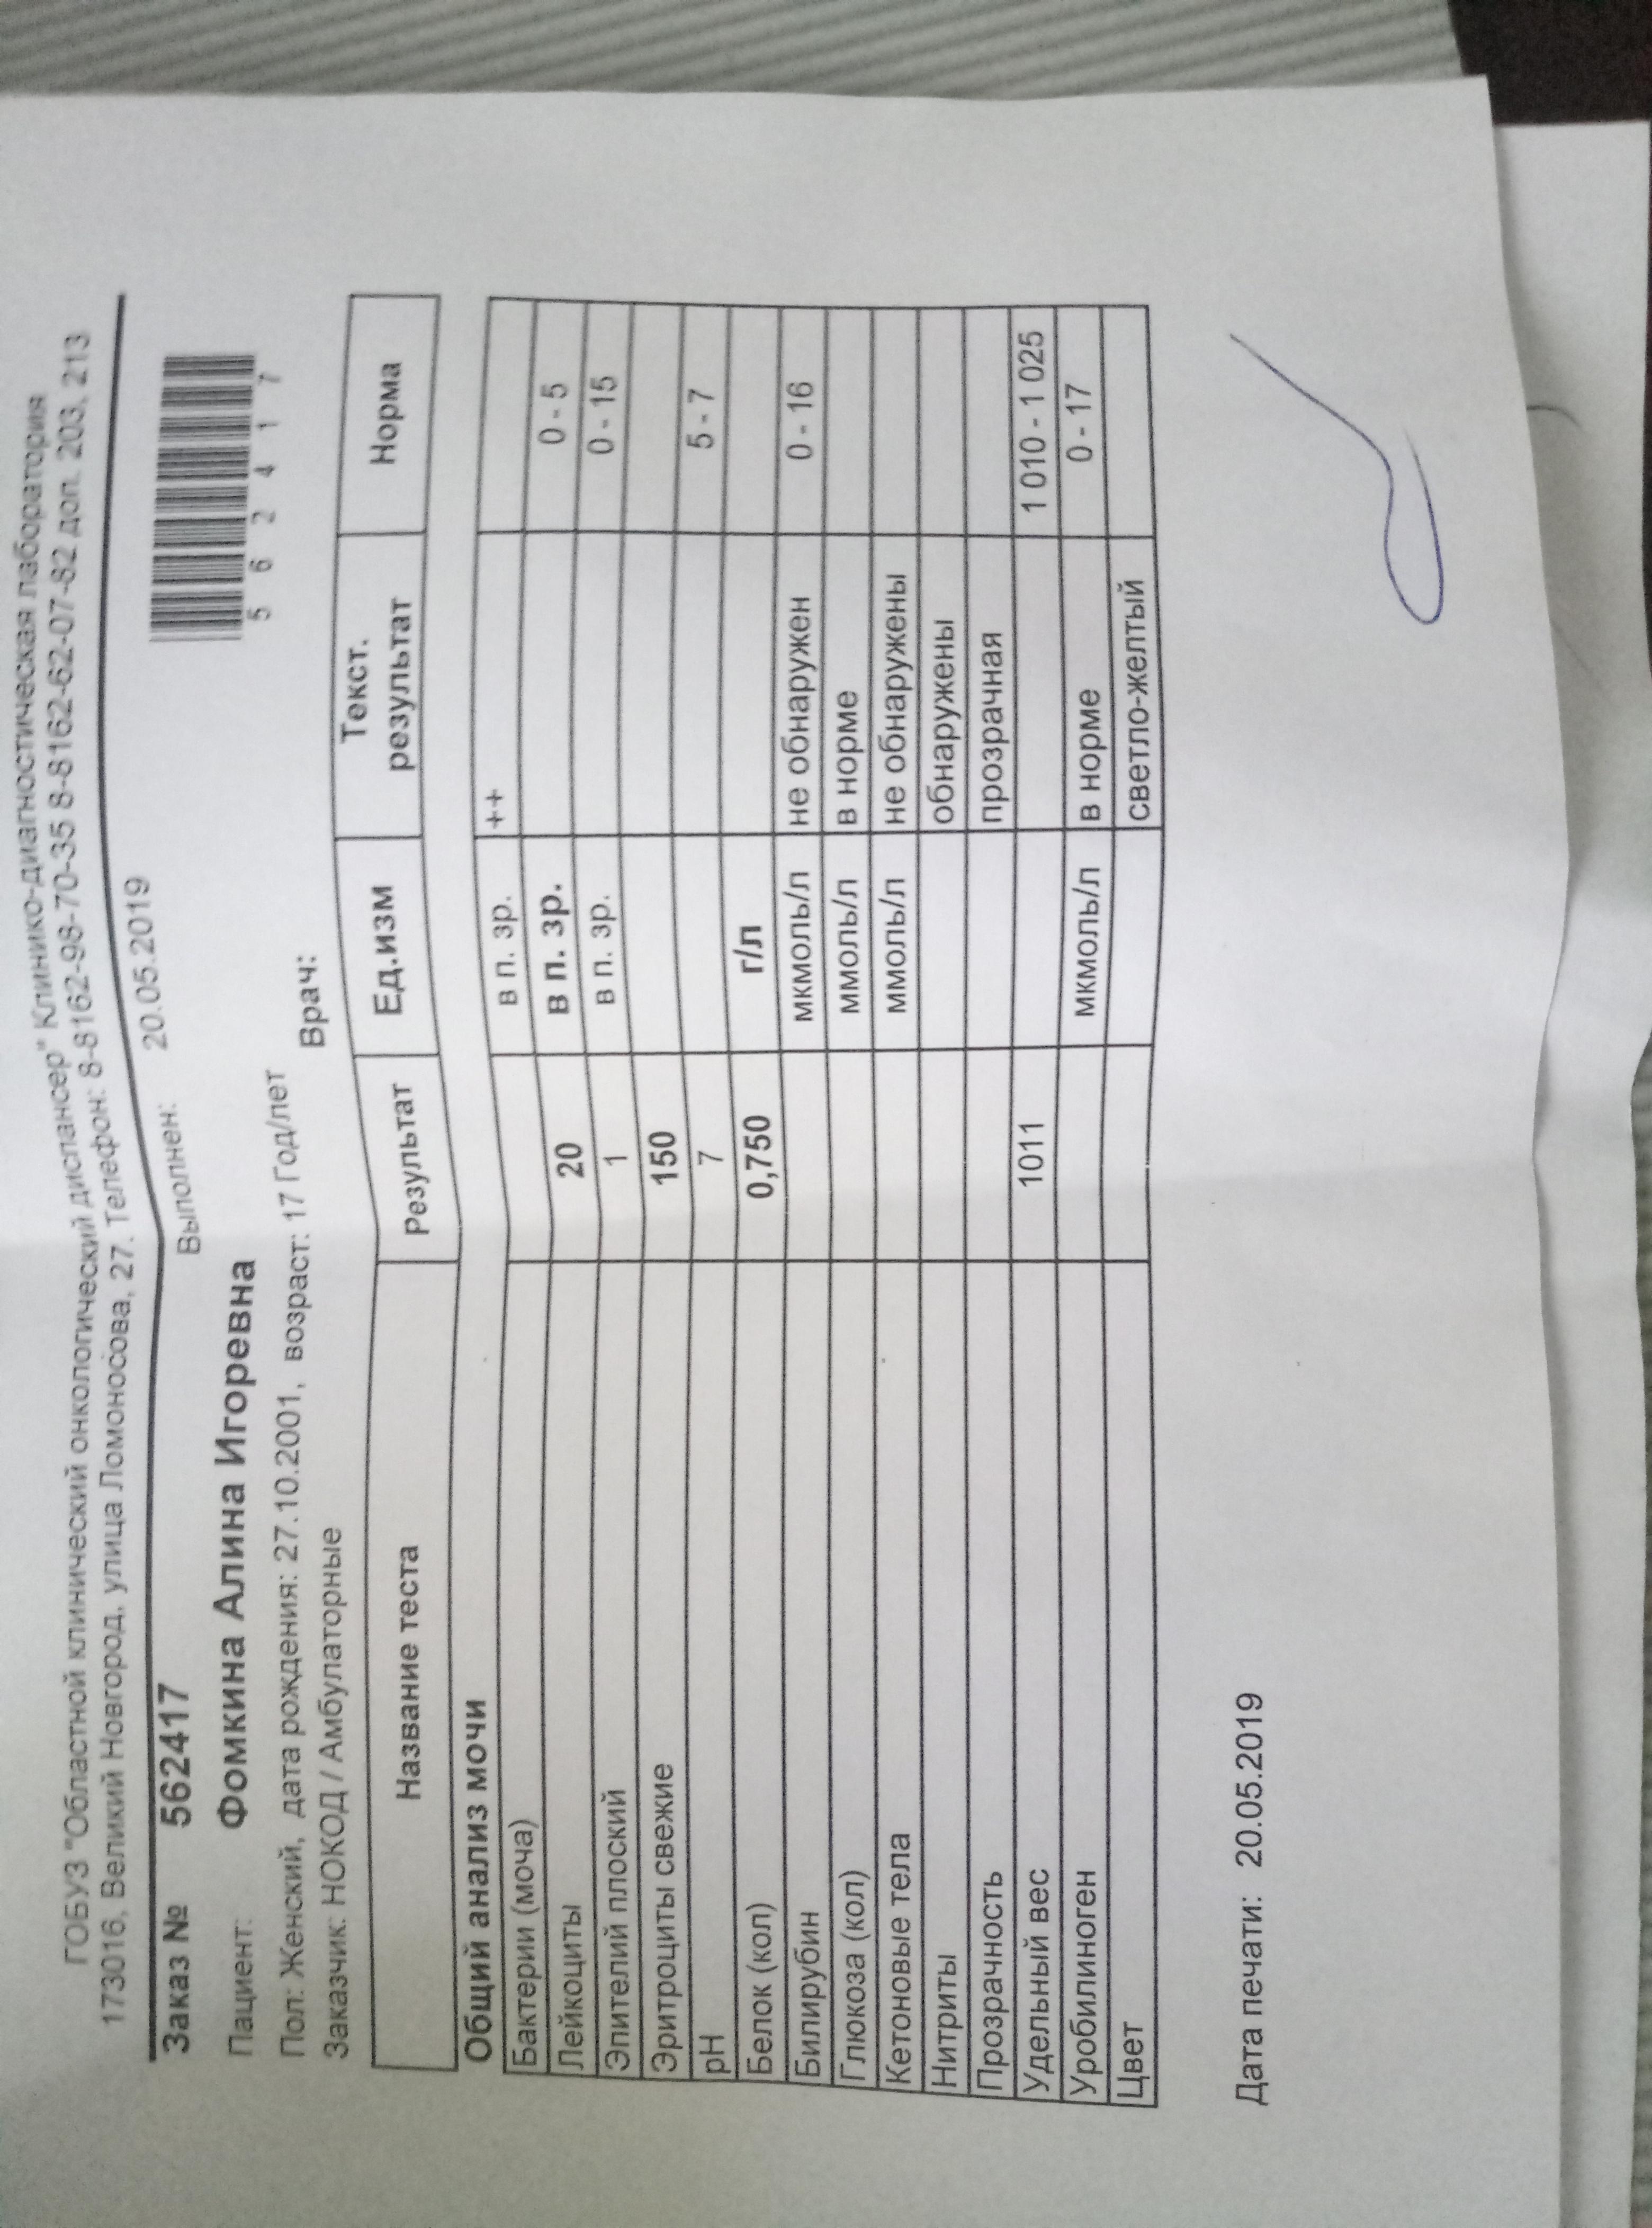 ГОБУЗ "Областной клинический онкологический диспансер" Клинико-диагностическая лаборатория
173016, Великий Новгород, улица Ломоносова, 27. Телефон: 8-8162-98-70-35 8-8162-62-07-82 доп. 203, 213
Заказ № 562417 Выполнен: 20.05.2019
5 6 2 4 1 7
Пациент: Фомкина Алина Игоревна
Пол: Женский, дата рождения: 27.10.2001, возраст: 17 Год/лет
Заказчик: НОКОД / Амбулаторные Врач:
Название теста Результат Ед.изм Текст. результат Норма
Общий анализ мочи
Бактерии (моча) в п. зр. ++
Лейкоциты 20 в п. зр. 0 - 5
Эпителий плоский 1 в п. зр. 0 - 15
Эритроциты свежие 150
pH 7 5 - 7
Белок (кол) 0,750 г/л
Билирубин мкмоль/л не обнаружен 0 - 16
Глюкоза (кол) ммоль/л в норме
Кетоновые тела ммоль/л не обнаружены
Нитриты обнаружены
Прозрачность прозрачная
Удельный вес 1011 1 010 - 1 025
Уробилиноген мкмоль/л в норме 0 - 17
Цвет светло-желтый
Дата печати: 20.05.2019